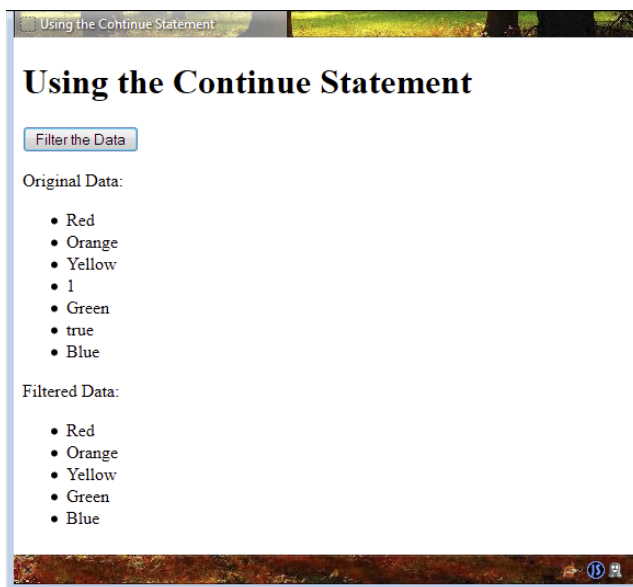 Using the Continue Statement
Using the Continue Statement
Filter the Data
Original Data:
Red
Orange
Yellow
1
Green
true
Blue
Filtered Data:
Red
Orange
Yellow
Green
Blue
JS